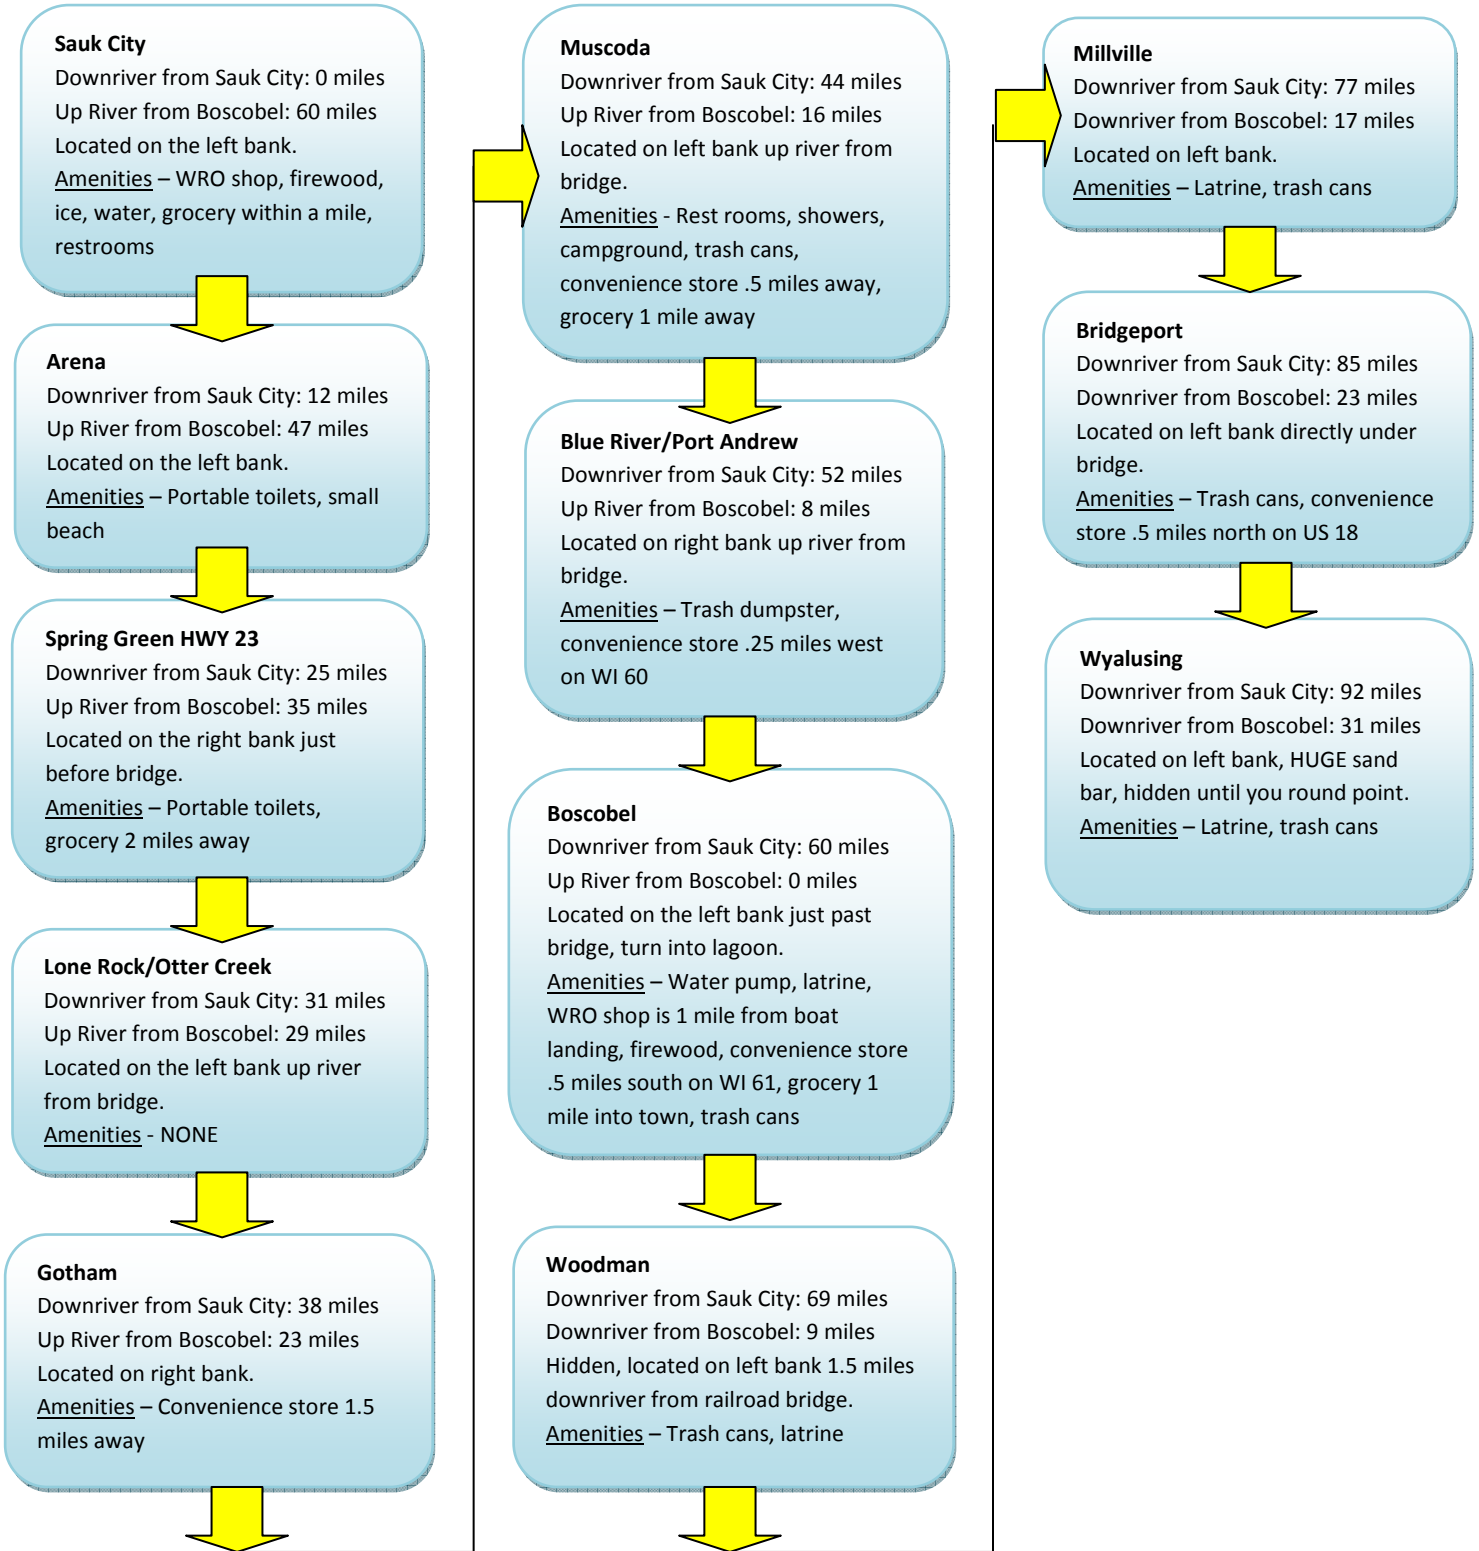 Sauk City
Downriver from Sauk City: 0 miles
Up River from Boscobel: 60 miles
Located on the left bank.
Amenities – WRO shop, firewood,
ice, water, grocery within a mile,
restrooms
Arena
Downriver from Sauk City: 12 miles
Up River from Boscobel: 47 miles
Located on the left bank.
Amenities – Portable toilets, small
beach
Spring Green HWY 23
Downriver from Sauk City: 25 miles
Up River from Boscobel: 35 miles
Located on the right bank just
before bridge.
Amenities – Portable toilets,
grocery 2 miles away
Lone Rock/Otter Creek
Downriver from Sauk City: 31 miles
Up River from Boscobel: 29 miles
Located on the left bank up river
from bridge.
Amenities - NONE
Gotham
Downriver from Sauk City: 38 miles
Up River from Boscobel: 23 miles
Located on right bank.
Amenities – Convenience store 1.5
miles away
Muscoda
Downriver from Sauk City: 44 miles
Up River from Boscobel: 16 miles
Located on left bank up river from
bridge.
Amenities - Rest rooms, showers,
campground, trash cans,
convenience store .5 miles away,
grocery 1 mile away
Blue River/Port Andrew
Downriver from Sauk City: 52 miles
Up River from Boscobel: 8 miles
Located on right bank up river from
bridge.
Amenities – Trash dumpster,
convenience store .25 miles west
on WI 60
Boscobel
Downriver from Sauk City: 60 miles
Up River from Boscobel: 0 miles
Located on the left bank just past
bridge, turn into lagoon.
Amenities – Water pump, latrine,
WRO shop is 1 mile from boat
landing, firewood, convenience store
.5 miles south on WI 61, grocery 1
mile into town, trash cans
Woodman
Downriver from Sauk City: 69 miles
Downriver from Boscobel: 9 miles
Hidden, located on left bank 1.5 miles
downriver from railroad bridge.
Amenities – Trash cans, latrine
Millville
Downriver from Sauk City: 77 miles
Downriver from Boscobel: 17 miles
Located on left bank.
Amenities – Latrine, trash cans
Bridgeport
Downriver from Sauk City: 85 miles
Downriver from Boscobel: 23 miles
Located on left bank directly under
bridge.
Amenities – Trash cans, convenience
store .5 miles north on US 18
Wyalusing
Downriver from Sauk City: 92 miles
Downriver from Boscobel: 31 miles
Located on left bank, HUGE sand
bar, hidden until you round point.
Amenities – Latrine, trash cans